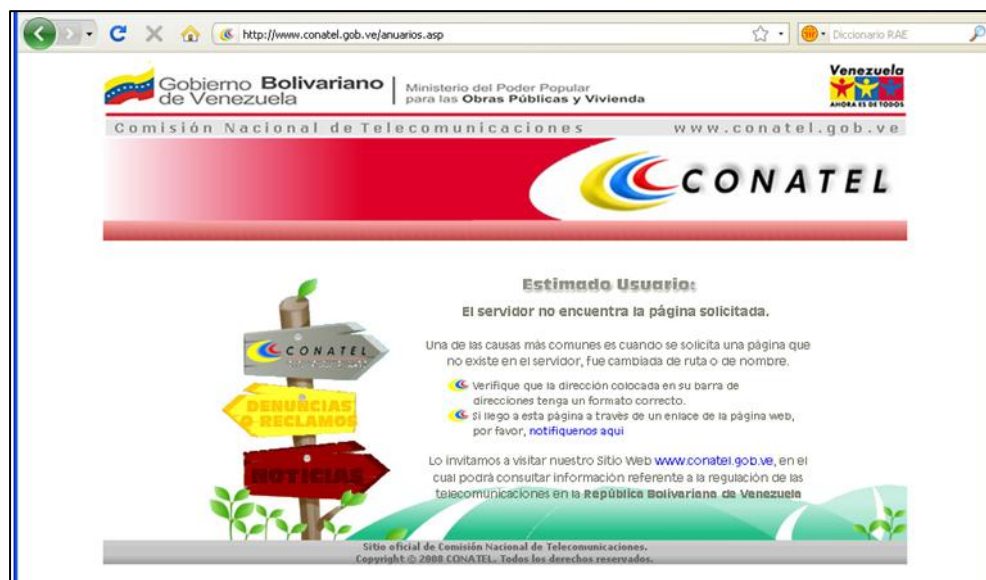 http://www.conatel.gob.ve/anuarios.asp
Diccionario RAE
Gobierno Bolivariano
de Venezuela
Ministerio del Poder Popular
para las Obras Públicas y Vivienda
Venezuela
AHORA ES DE TODOS
Comisión Nacional de Telecomunicaciones
www.conatel.gob.ve
CONATEL
Estimado Usuario:
El servidor no encuentra la página solicitada.
Una de las causas más comunes es cuando se solicita una página que
no existe en el servidor, fue cambiada de ruta o de nombre.
Verifique que la dirección colocada en su barra de
direcciones tenga un formato correcto.
Si llego a esta página a través de un enlace de la página web,
por favor, notifiquenos aqui
Lo invitamos a visitar nuestro Sitio Web www.conatel.gob.ve, en el
cual podrá consultar información referente a la regulación de las
telecomunicaciones en la República Bolivariana de Venezuela
CONATEL
DENUNCIAS
O RECLAMOS
NOTICIAS
Sitio oficial de Comisión Nacional de Telecomunicaciones.
Copyright © 2008 CONATEL. Todos los derechos reservados.